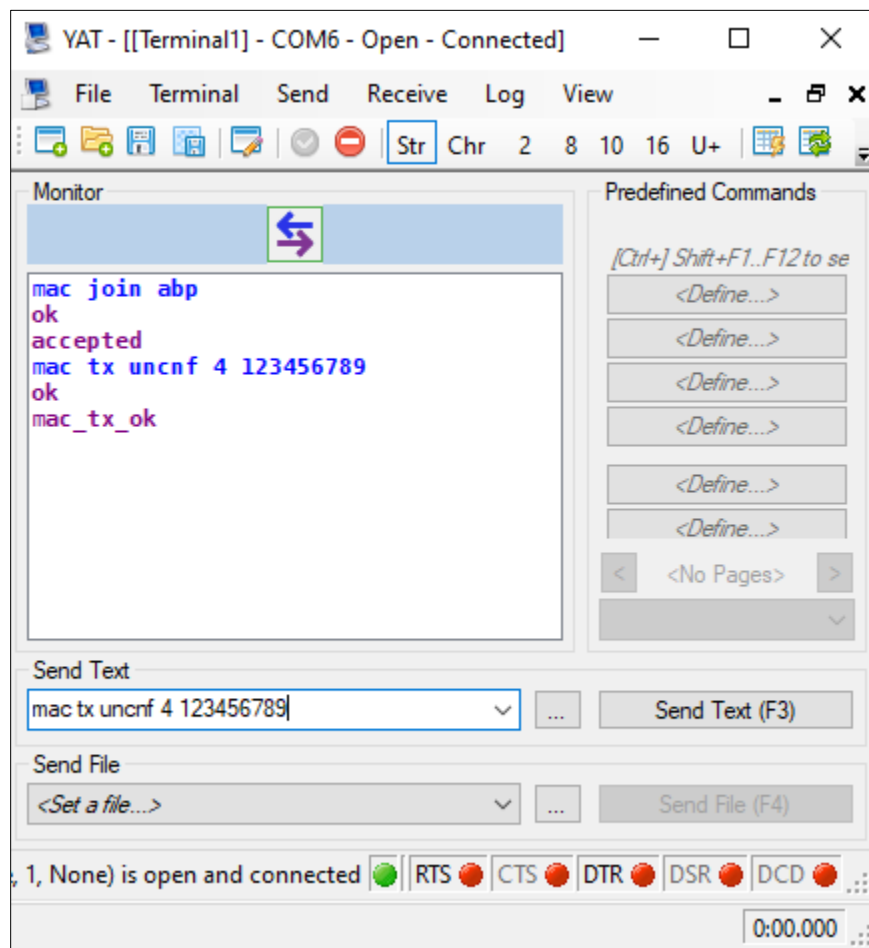 YAT - [[Terminal1] - COM6 - Open - Connected]
File Terminal Send Receive Log View
Str Chr 2 8 10 16 U+
Monitor
Predefined Commands
[Ctrl+] Shift+F1..F12 to se
mac join abp
ok
accepted
mac tx uncnf 4 123456789
ok
mac_tx_ok
<Define...>
<Define...>
<Define...>
<Define...>
<Define...>
<Define...>
< <No Pages> >
Send Text
mac tx uncnf 4 123456789
...
Send Text (F3)
Send File
<Set a file...>
...
Send File (F4)
, 1, None) is open and connected RTS CTS DTR DSR DCD
0:00.000